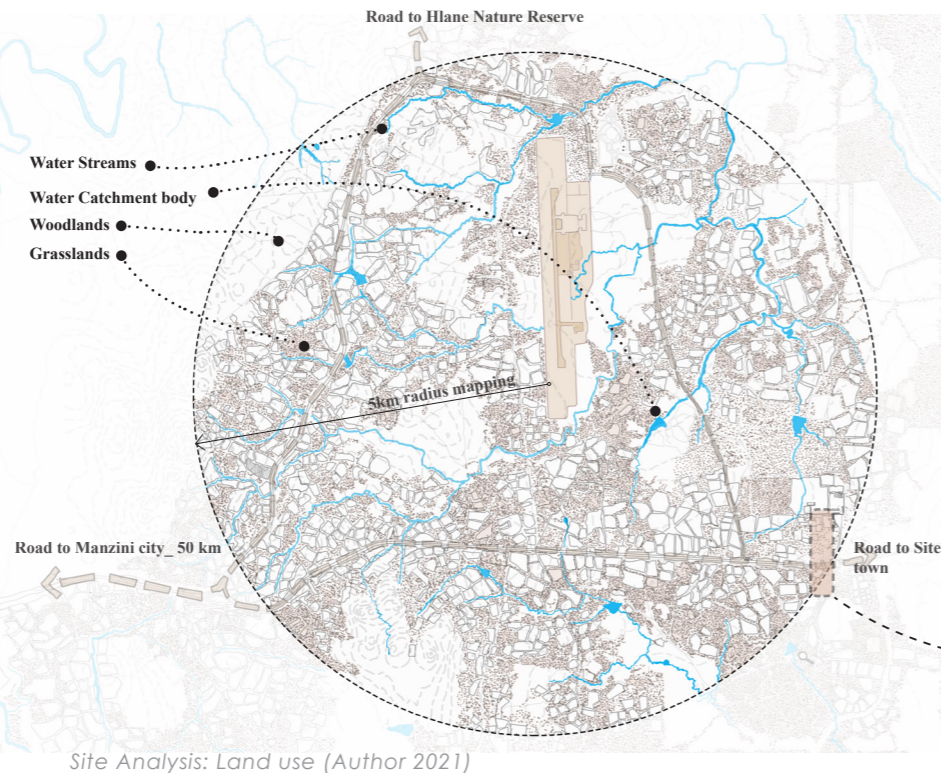 Road to Hlane Nature Reserve
Water Streams
Water Catchment body
Woodlands
Grasslands
5km radius mapping
Road to Manzini city_ 50 km
Road to Site
town
Site Analysis: Land use (Author 2021)